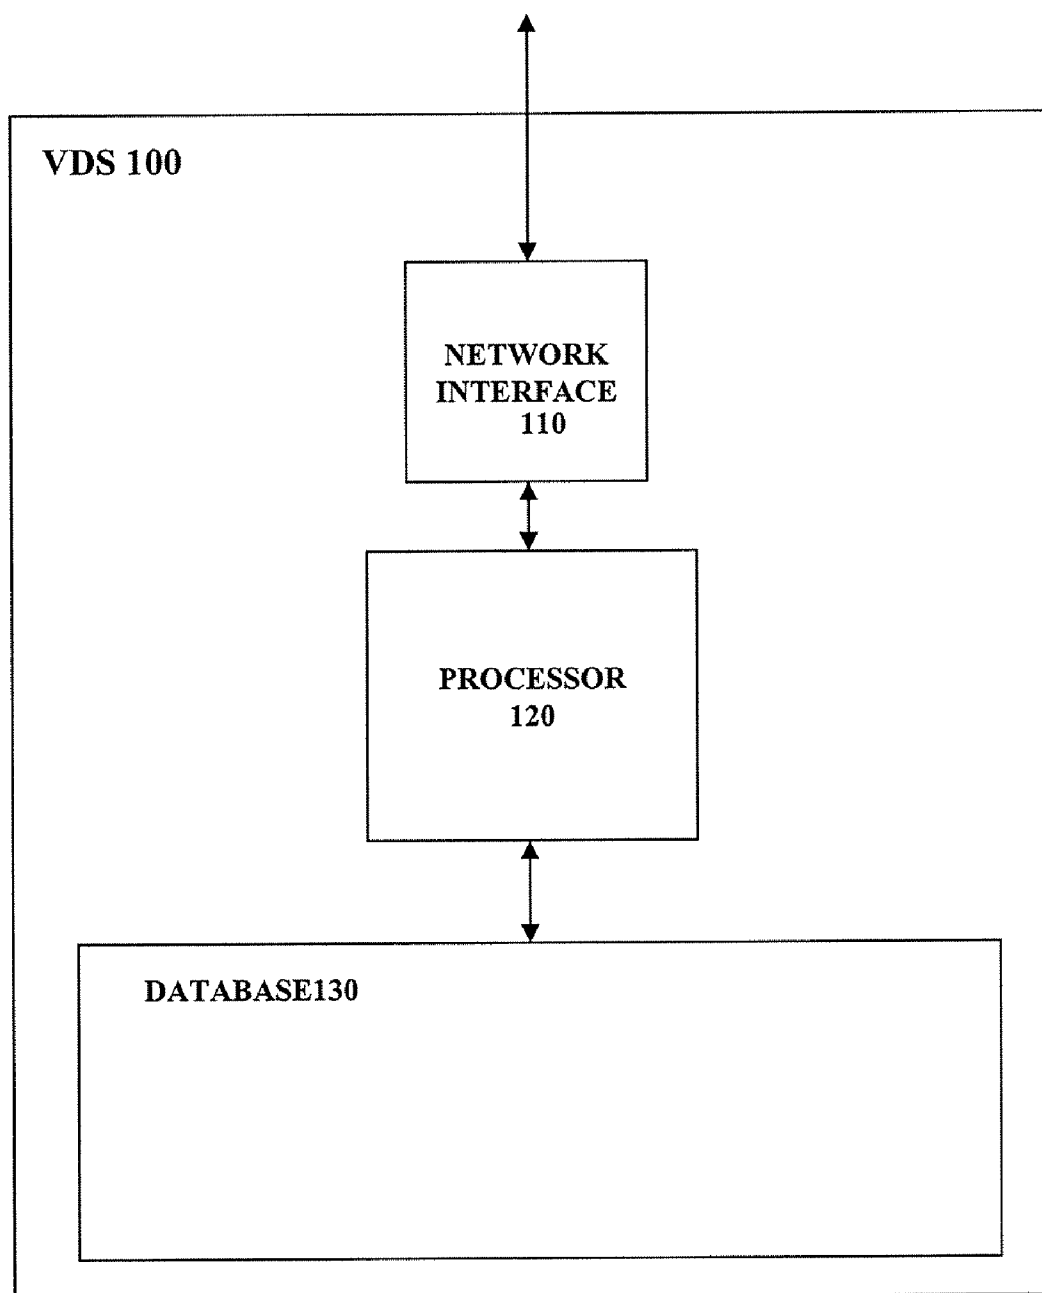 VDS 100
NETWORK
INTERFACE
110
PROCESSOR
120
DATABASE130